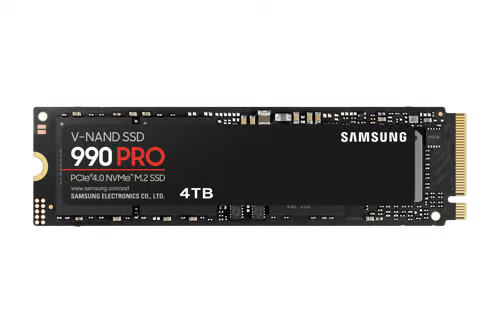 V-NAND SSD
990 PRO
PCIe® 4.0 NVMe™ M.2 SSD
www.samsung.com/ssd
SAMSUNG ELECTRONICS CO., LTD.
4TB
SAMSUNG